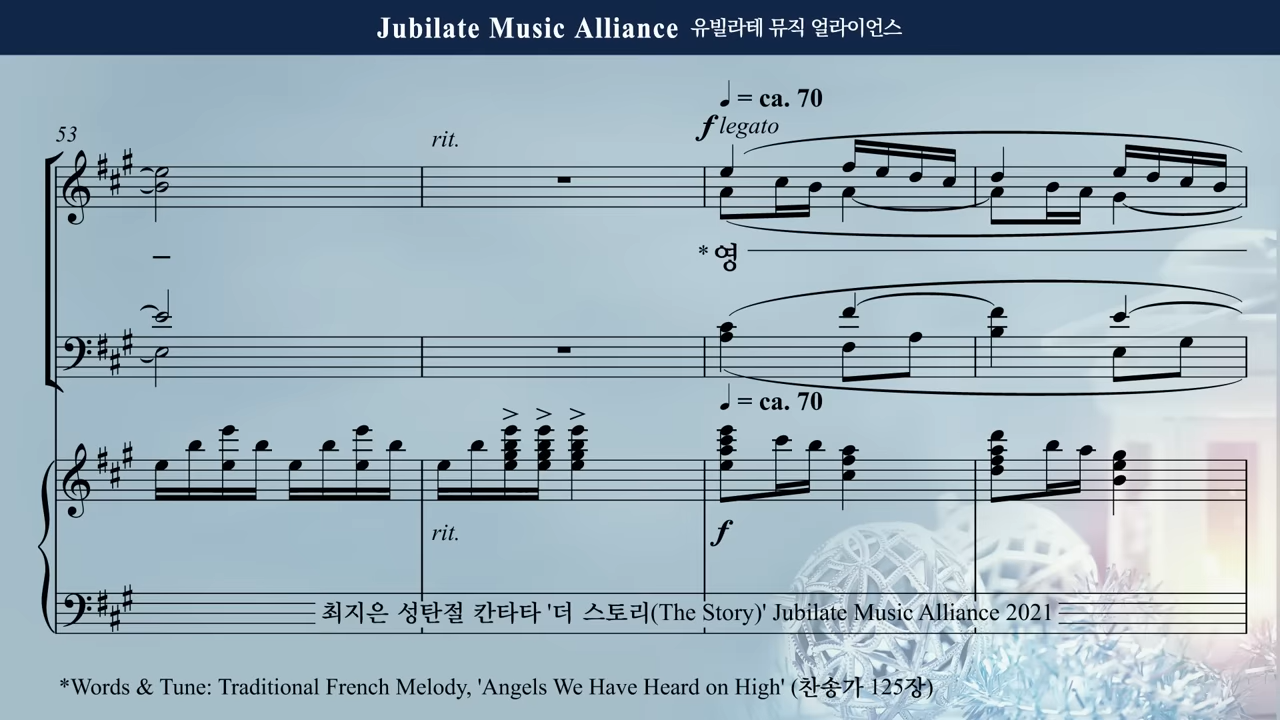 Jubilate Music Alliance 유빌라테 뮤직 얼라이언스
♩ = ca. 70
f legato
53
rit.
*영
♩ = ca. 70
rit.
f
최지은 성탄절 칸타타 '더 스토리(The Story)' Jubilate Music Alliance 2021
*Words & Tune: Traditional French Melody, 'Angels We Have Heard on High' (찬송가 125장)